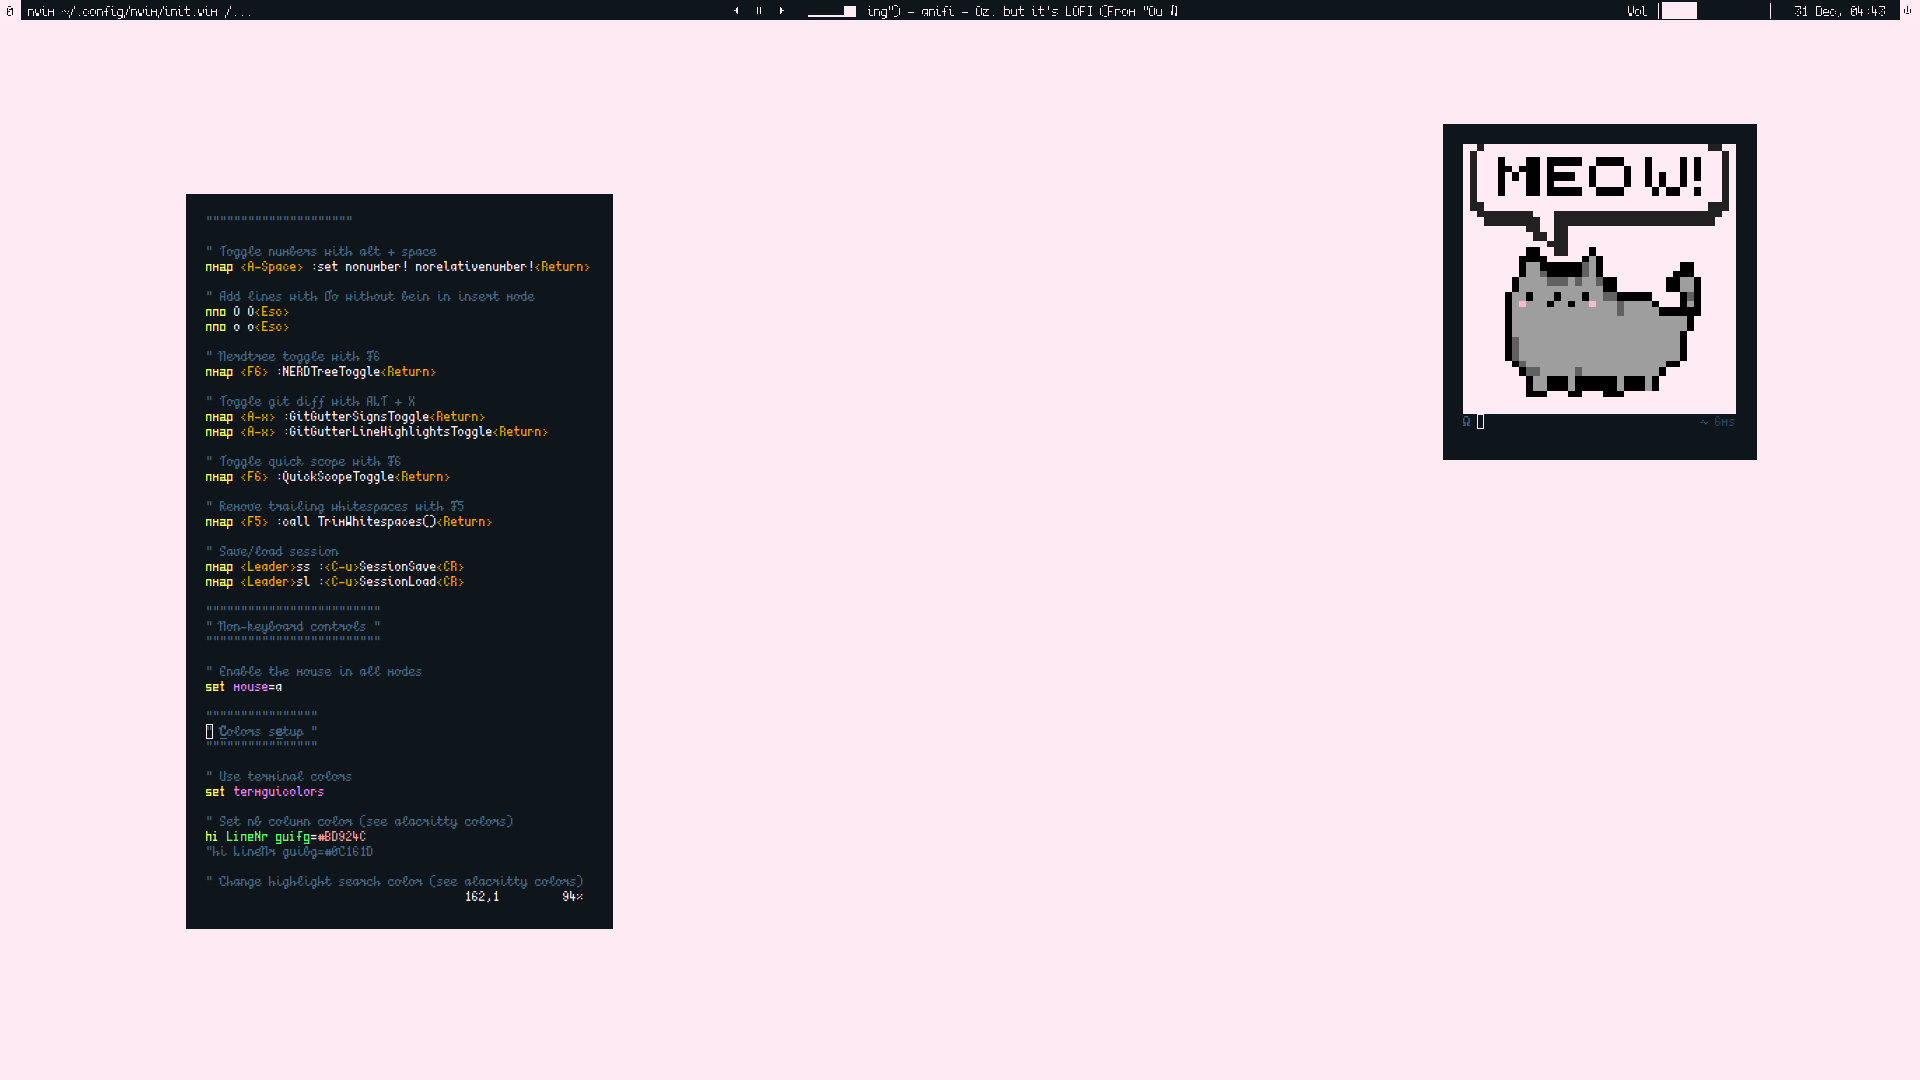 0 nvim ~/.config/nvim/init.vim /...
ing") - anifi - Oz. but it's LOFI (From "Ou
Vol
31 Dec, 04:43
"""""""""""""""""""""
" Toggle numbers with alt + space
nmap <A-Space> :set nonumber! norelativenumber!<Return>
" Add lines with Oo without bein in insert mode
nno O O<Esc>
nno o o<Esc>
" Nerdtree toggle with F6
nmap <F6> :NERDTreeToggle<Return>
" Toggle git diff with ALT + X
nmap <A-x> :GitGutterSignsToggle<Return>
nmap <A-x> :GitGutterLineHighlightsToggle<Return>
" Toggle quick scope with F6
nmap <F6> :QuickScopeToggle<Return>
" Remove trailing whitespaces with F5
nmap <F5> :call TrimWhitespaces()<Return>
" Save/load session
nmap <Leader>ss :<C-u>SessionSave<CR>
nmap <Leader>sl :<C-u>SessionLoad<CR>
"""""""""""""""""""""""""
" Non-keyboard controls "
"""""""""""""""""""""""""
" Enable the mouse in all modes
set mouse=a
""""""""""""""""
" Colors setup "
""""""""""""""""
" Use terminal colors
set termguicolors
" Set nb column color (see alacritty colors)
hi LineNr guifg=#BD924C
"hi LineNr guibg=#0C161D
" Change highlight search color (see alacritty colors)
162,1 94%
MEOW!
Ω
~ 6ms